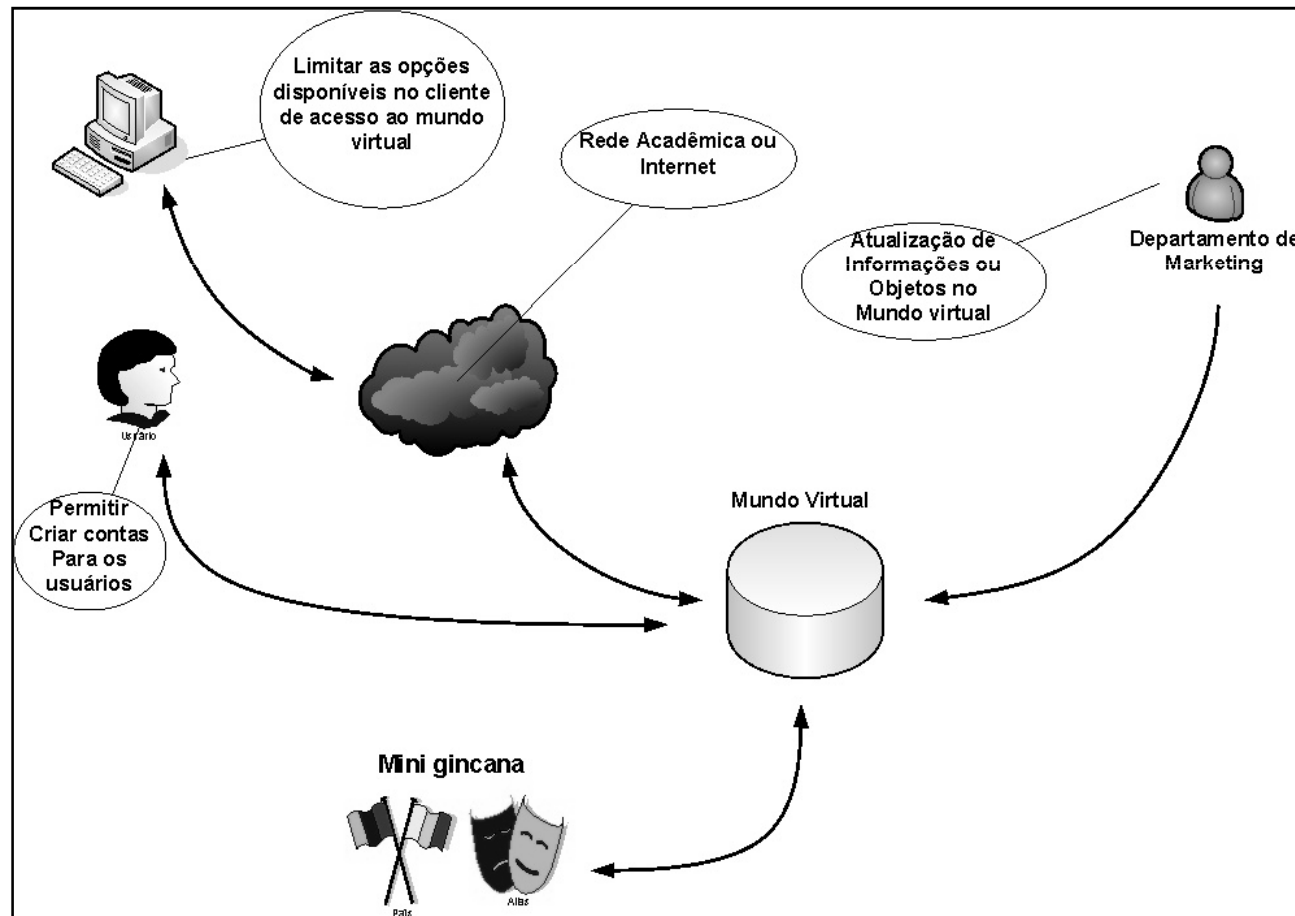 Limitar as opções
disponíveis no cliente
de acesso ao mundo
virtual
Rede Acadêmica ou
Internet
Atualização de
Informações ou
Objetos no
Mundo virtual
Departamento de
Marketing
Usuário
Permitir
Criar contas
Para os
usuários
Mundo Virtual
Mini gincana
País
Alias